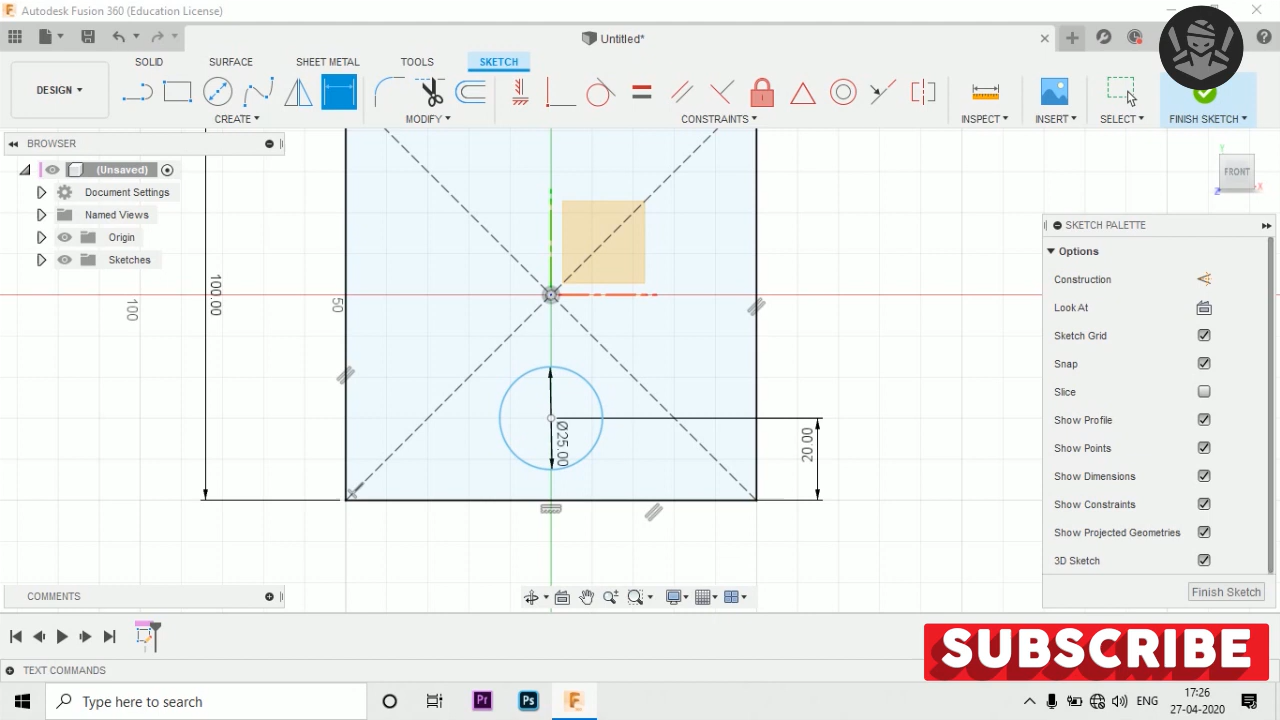 Autodesk Fusion 360 (Education License)
Untitled*
SOLID SURFACE SHEET METAL TOOLS SKETCH
DESIGN
CREATE MODIFY CONSTRAINTS INSPECT INSERT SELECT FINISH SKETCH
BROWSER
(Unsaved)
Document Settings
Named Views
Origin
Sketches
100.00
100
50
Ø25.00
20.00
Y
FRONT
Z
X
SKETCH PALETTE
Options
Construction
Look At
Sketch Grid
Snap
Slice
Show Profile
Show Points
Show Dimensions
Show Constraints
Show Projected Geometries
3D Sketch
Finish Sketch
COMMENTS
SUBSCRIBE
TEXT COMMANDS
Type here to search
Pr
Ps
F
ENG
17:26
27-04-2020